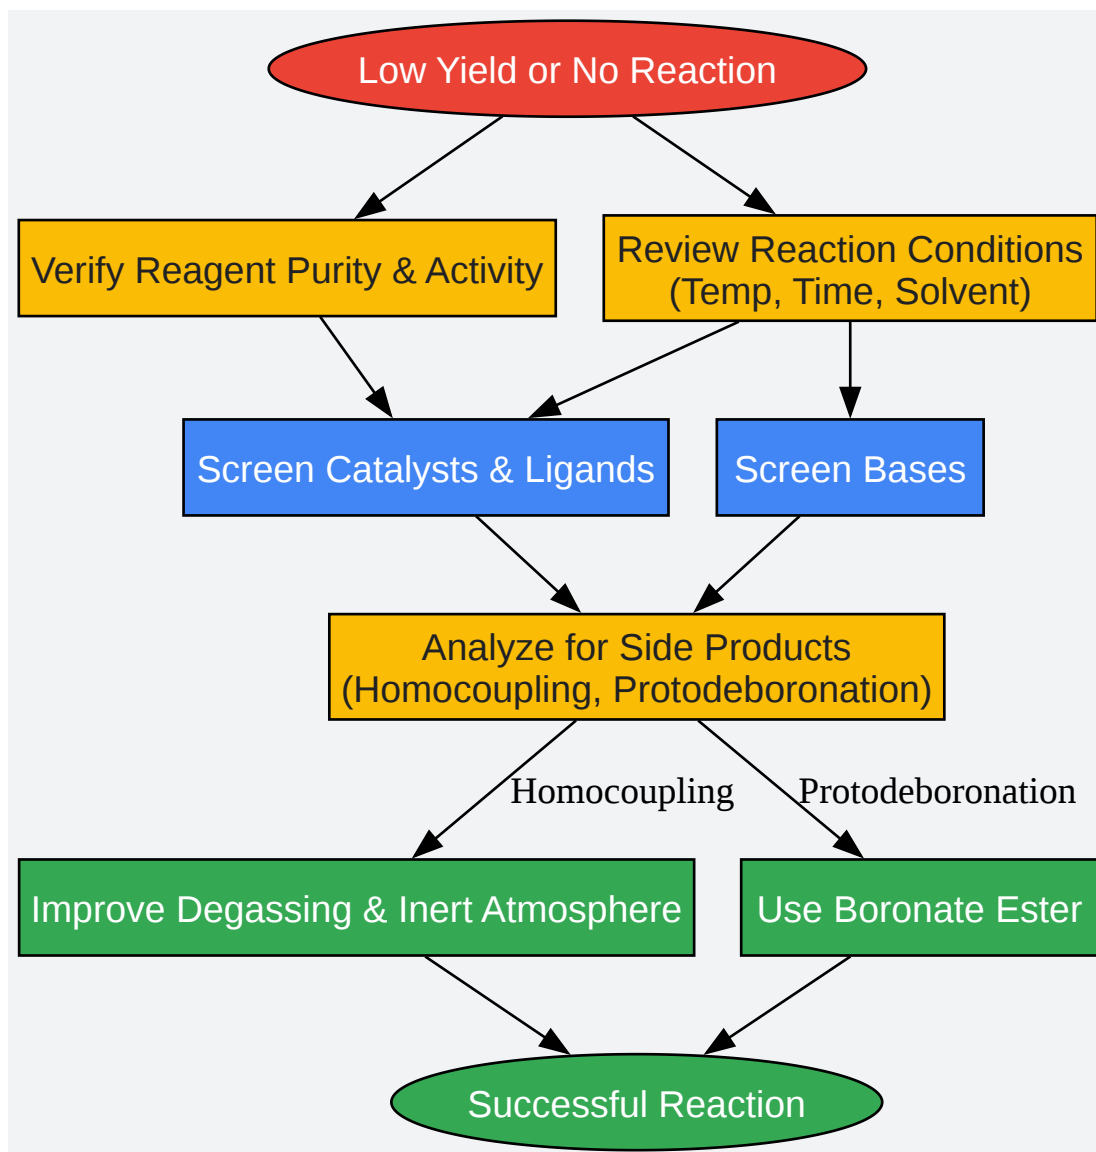 Low Yield or No Reaction
Verify Reagent Purity & Activity
Review Reaction Conditions
(Temp, Time, Solvent)
Screen Catalysts & Ligands
Screen Bases
Analyze for Side Products
(Homocoupling, Protodeboronation)
Homocoupling
Protodeboronation
Improve Degassing & Inert Atmosphere
Use Boronate Ester
Successful Reaction